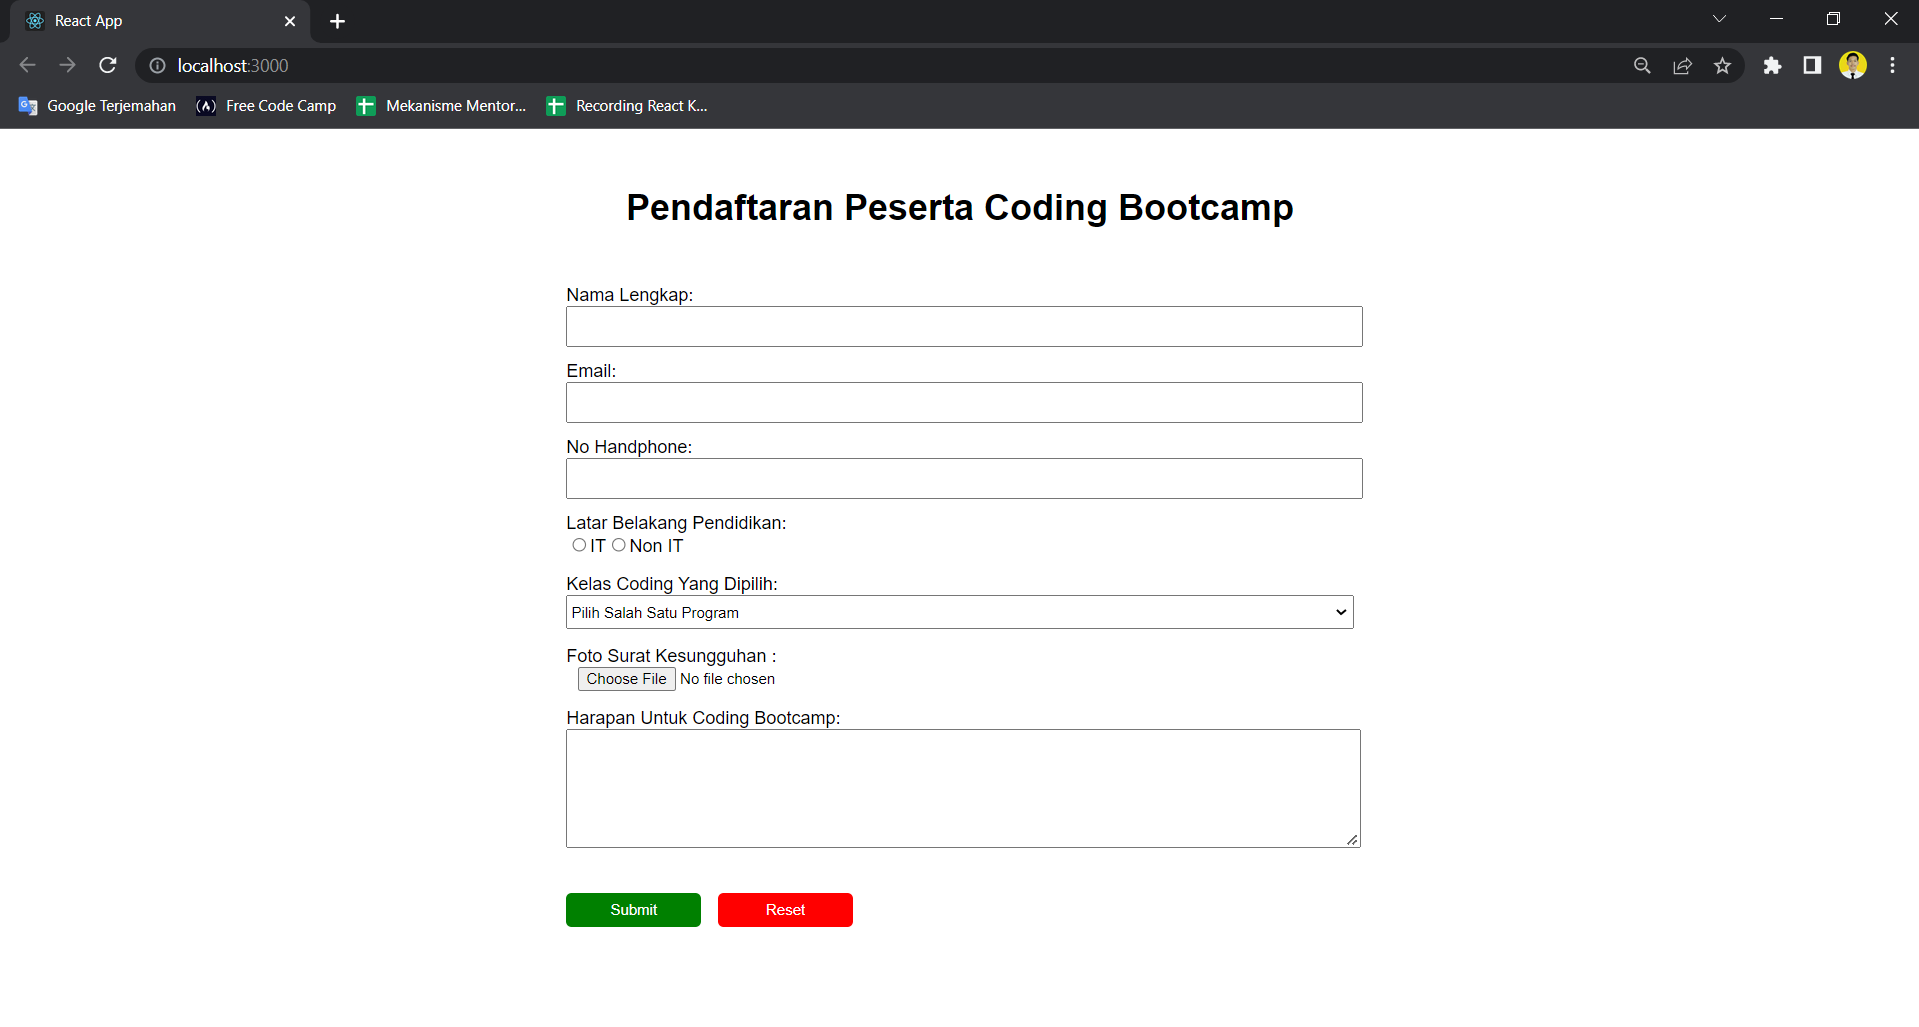 React App
localhost:3000
Google Terjemahan Free Code Camp Mekanisme Mentor... Recording React K...
Pendaftaran Peserta Coding Bootcamp
Nama Lengkap:
Email:
No Handphone:
Latar Belakang Pendidikan:
IT Non IT
Kelas Coding Yang Dipilih:
Pilih Salah Satu Program
Foto Surat Kesungguhan :
Choose File No file chosen
Harapan Untuk Coding Bootcamp:
Submit Reset